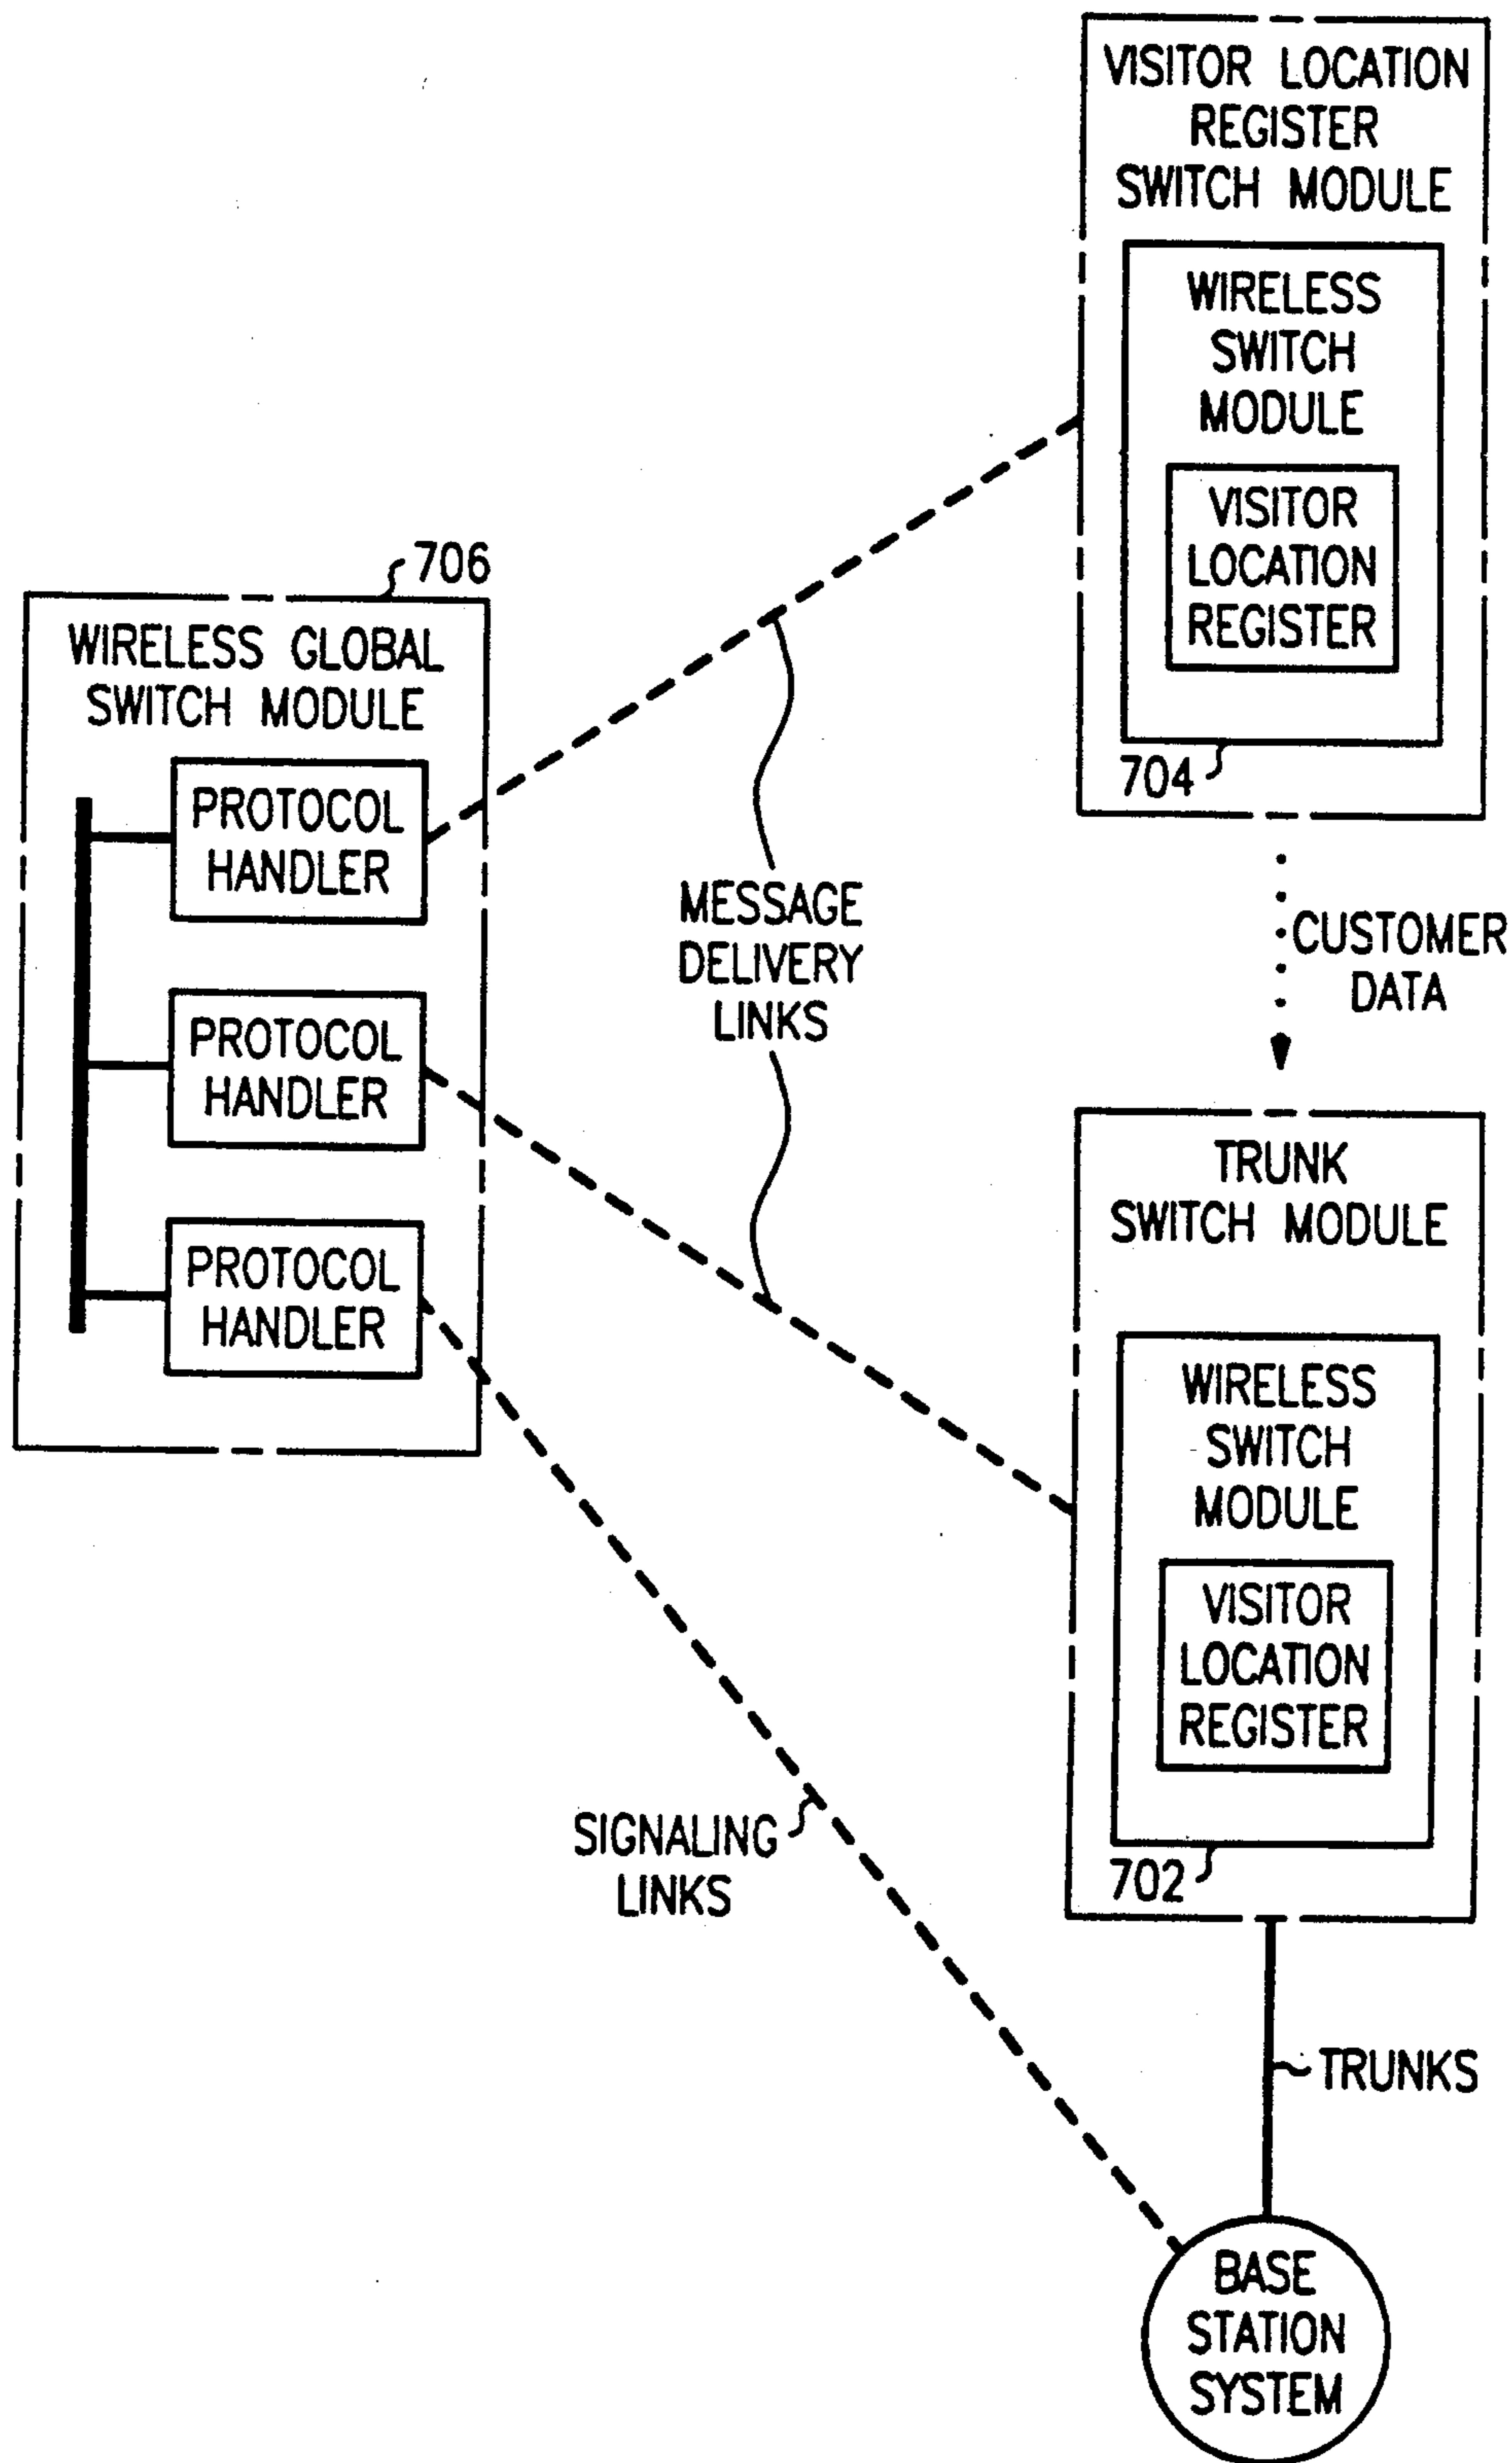 VISITOR LOCATION
REGISTER
SWITCH MODULE
WIRELESS
SWITCH
MODULE
VISITOR
LOCATION
REGISTER
704
706
WIRELESS GLOBAL
SWITCH MODULE
PROTOCOL
HANDLER
PROTOCOL
HANDLER
PROTOCOL
HANDLER
MESSAGE
DELIVERY
LINKS
CUSTOMER
DATA
TRUNK
SWITCH MODULE
WIRELESS
SWITCH
MODULE
VISITOR
LOCATION
REGISTER
702
SIGNALING
LINKS
TRUNKS
BASE
STATION
SYSTEM